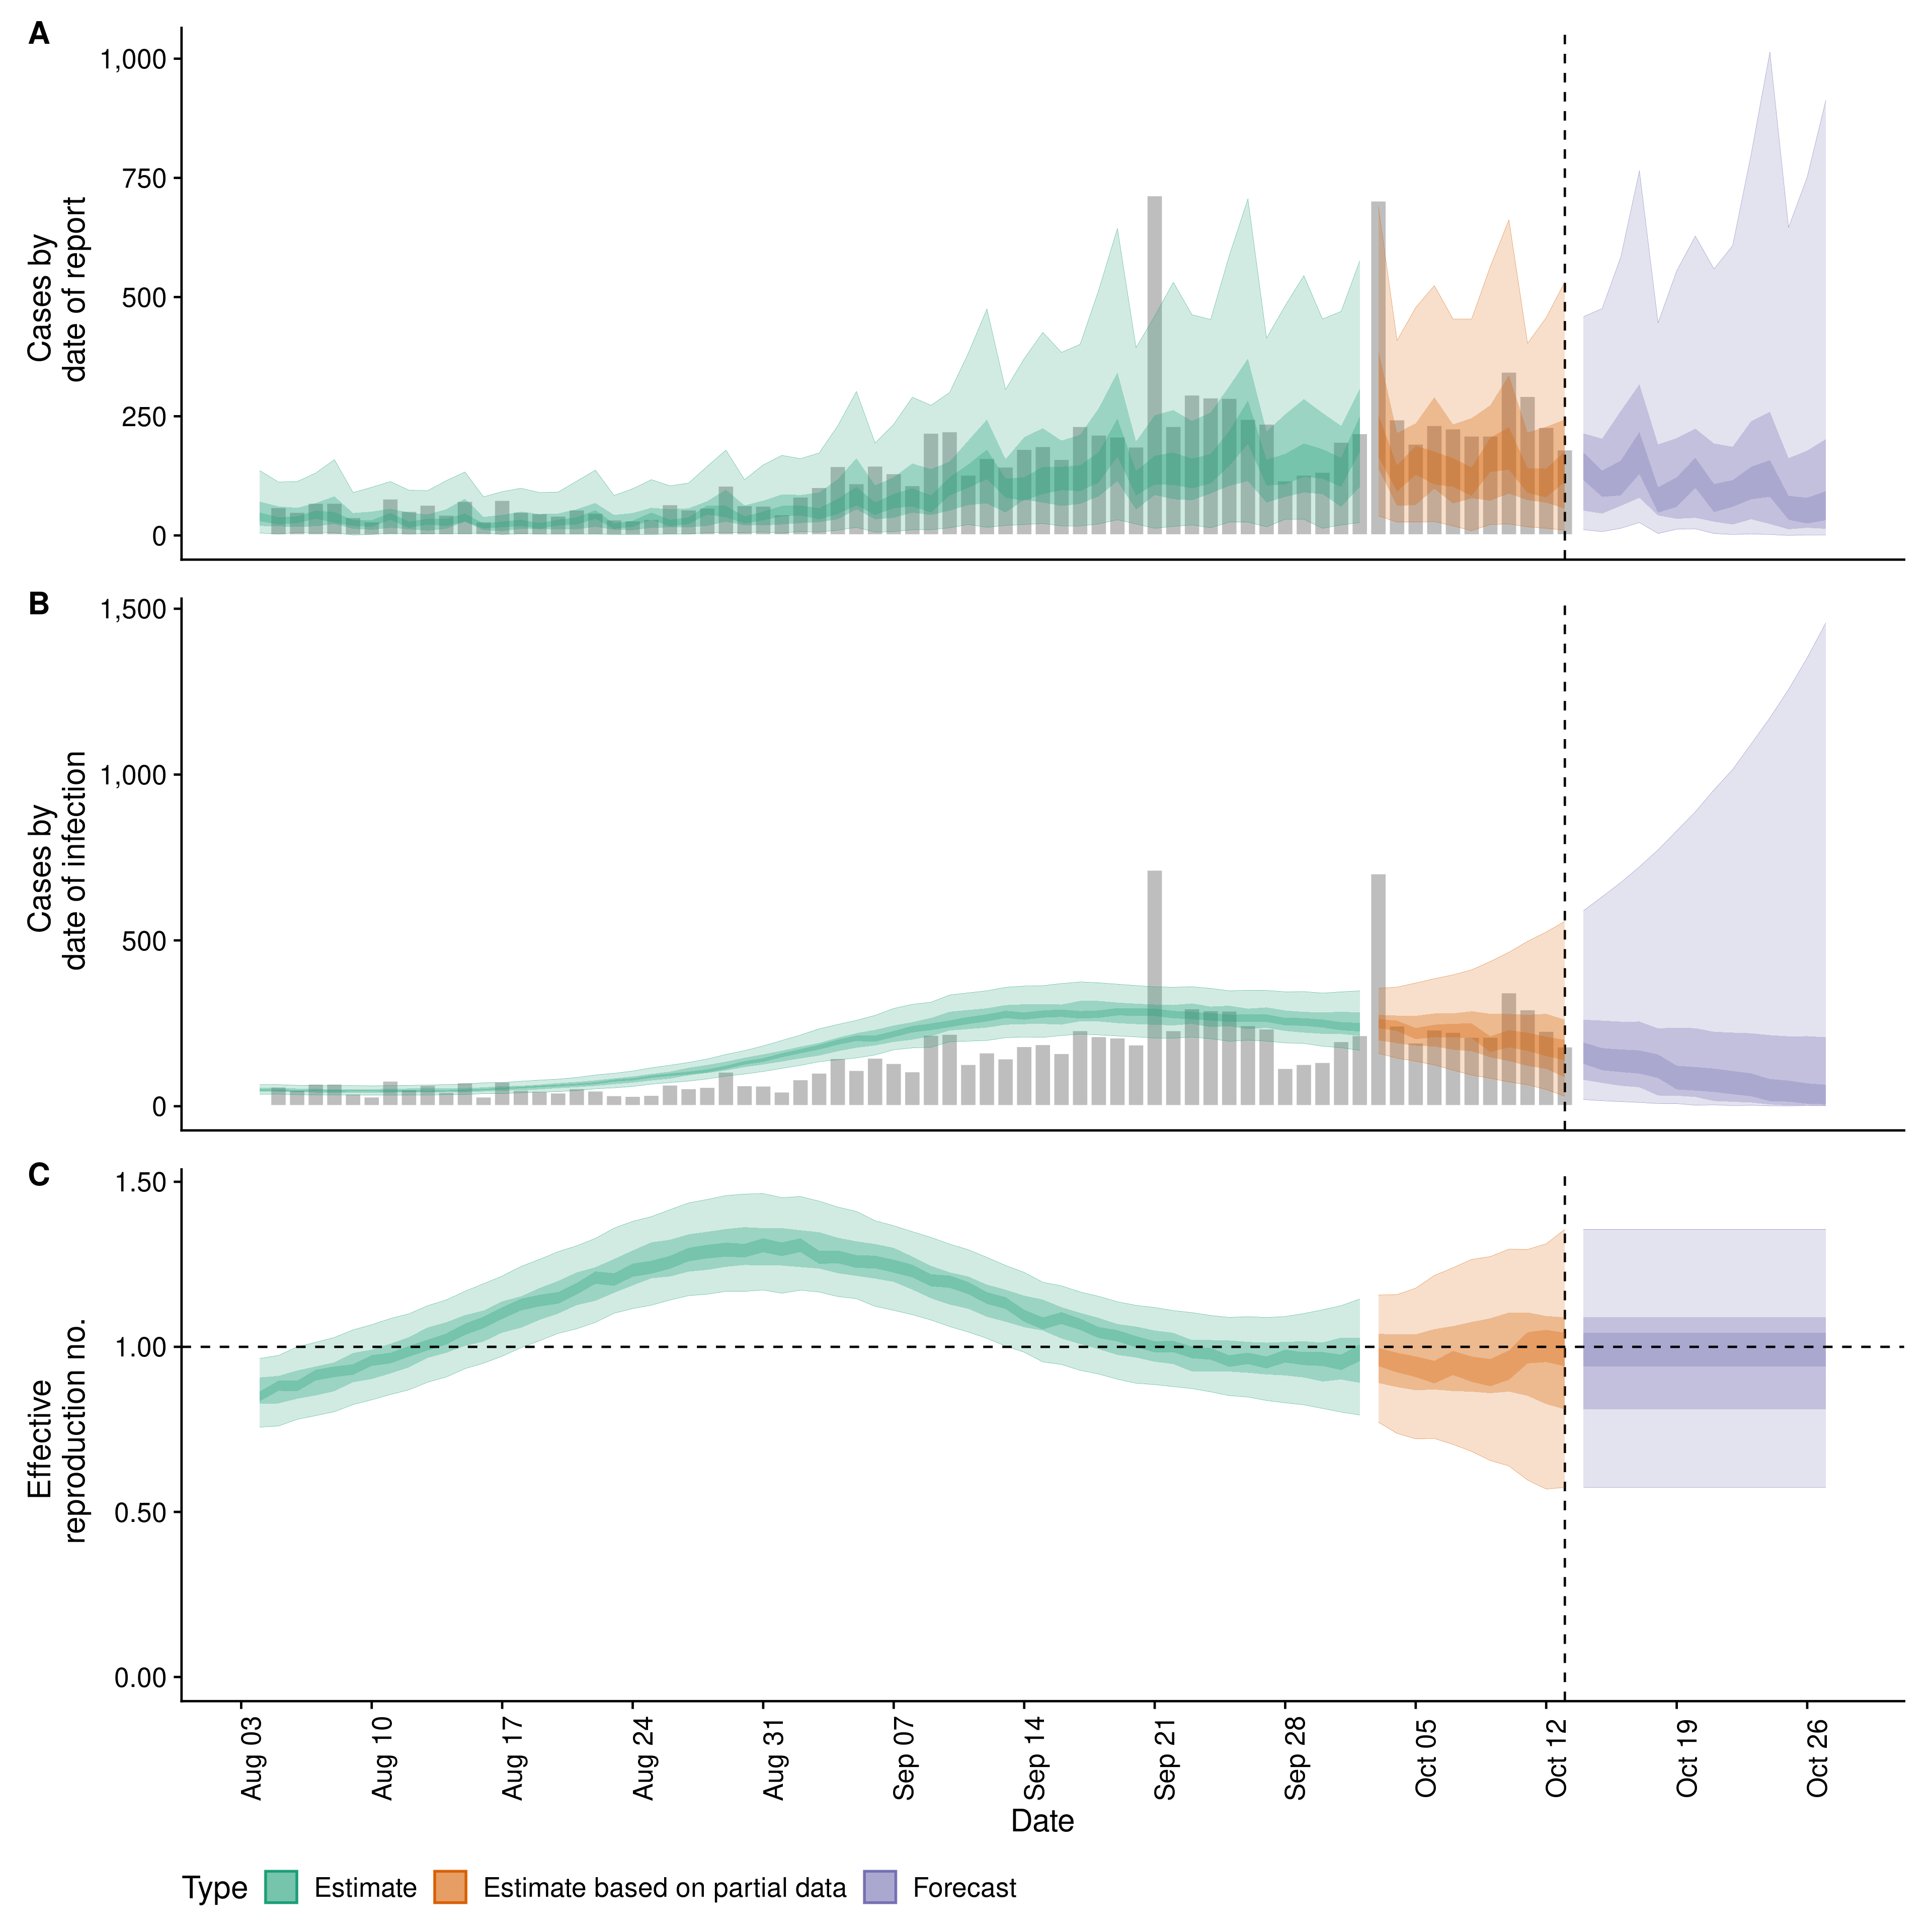 A
1,000
750
500
250
0
Cases by
date of report
B
1,500
1,000
500
0
Cases by
date of infection
C
1.50
1.00
0.50
0.00
Effective
reproduction no.
Aug 03
Aug 10
Aug 17
Aug 24
Aug 31
Sep 07
Sep 14
Sep 21
Sep 28
Oct 05
Oct 12
Oct 19
Oct 26
Date
Type Estimate Estimate based on partial data Forecast